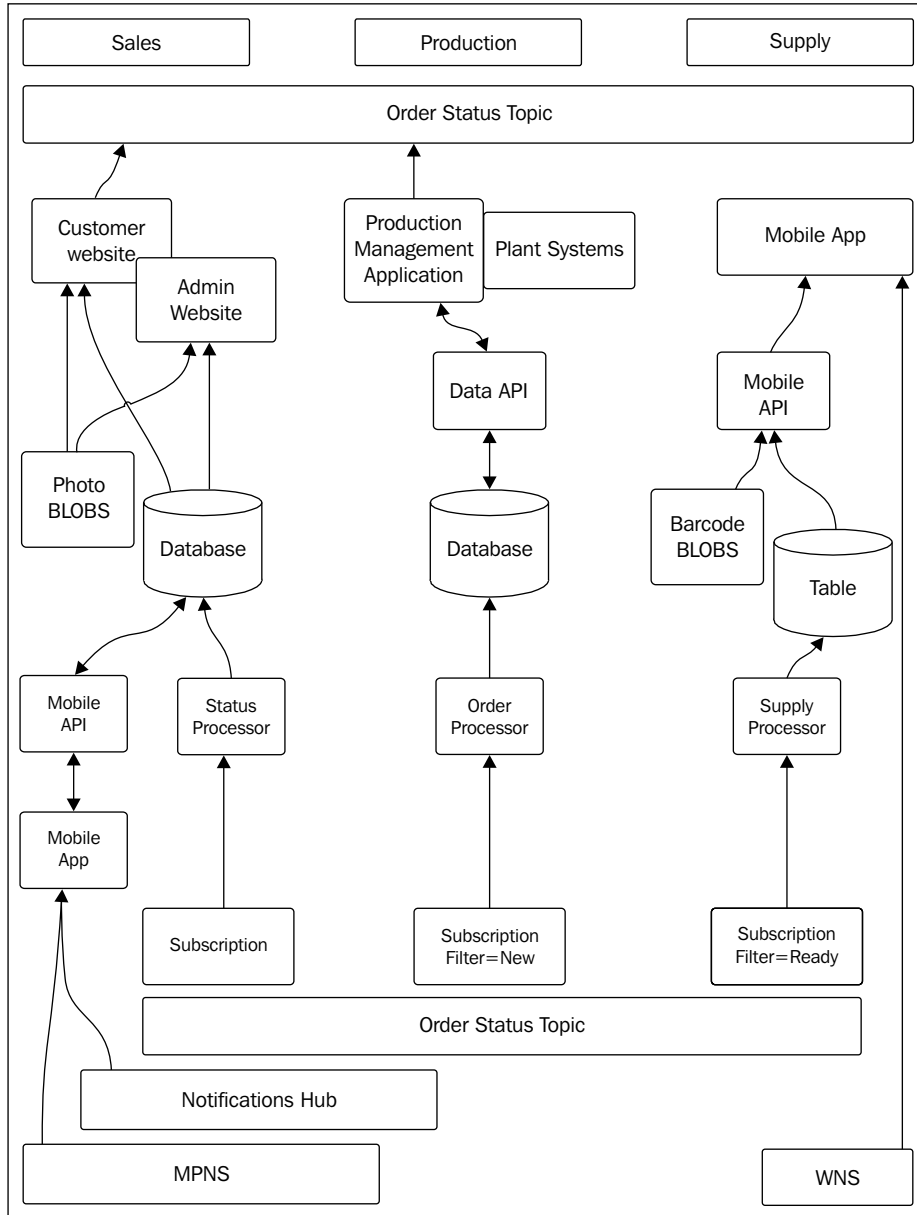 Sales
Production
Supply
Order Status Topic
Customer
website
Admin
Website
Production
Management
Application
Plant Systems
Mobile App
Data API
Mobile
API
Photo
BLOBS
Database
Database
Barcode
BLOBS
Table
Mobile
API
Status
Processor
Order
Processor
Supply
Processor
Mobile
App
Subscription
Subscription
Filter=New
Subscription
Filter=Ready
Order Status Topic
Notifications Hub
MPNS
WNS